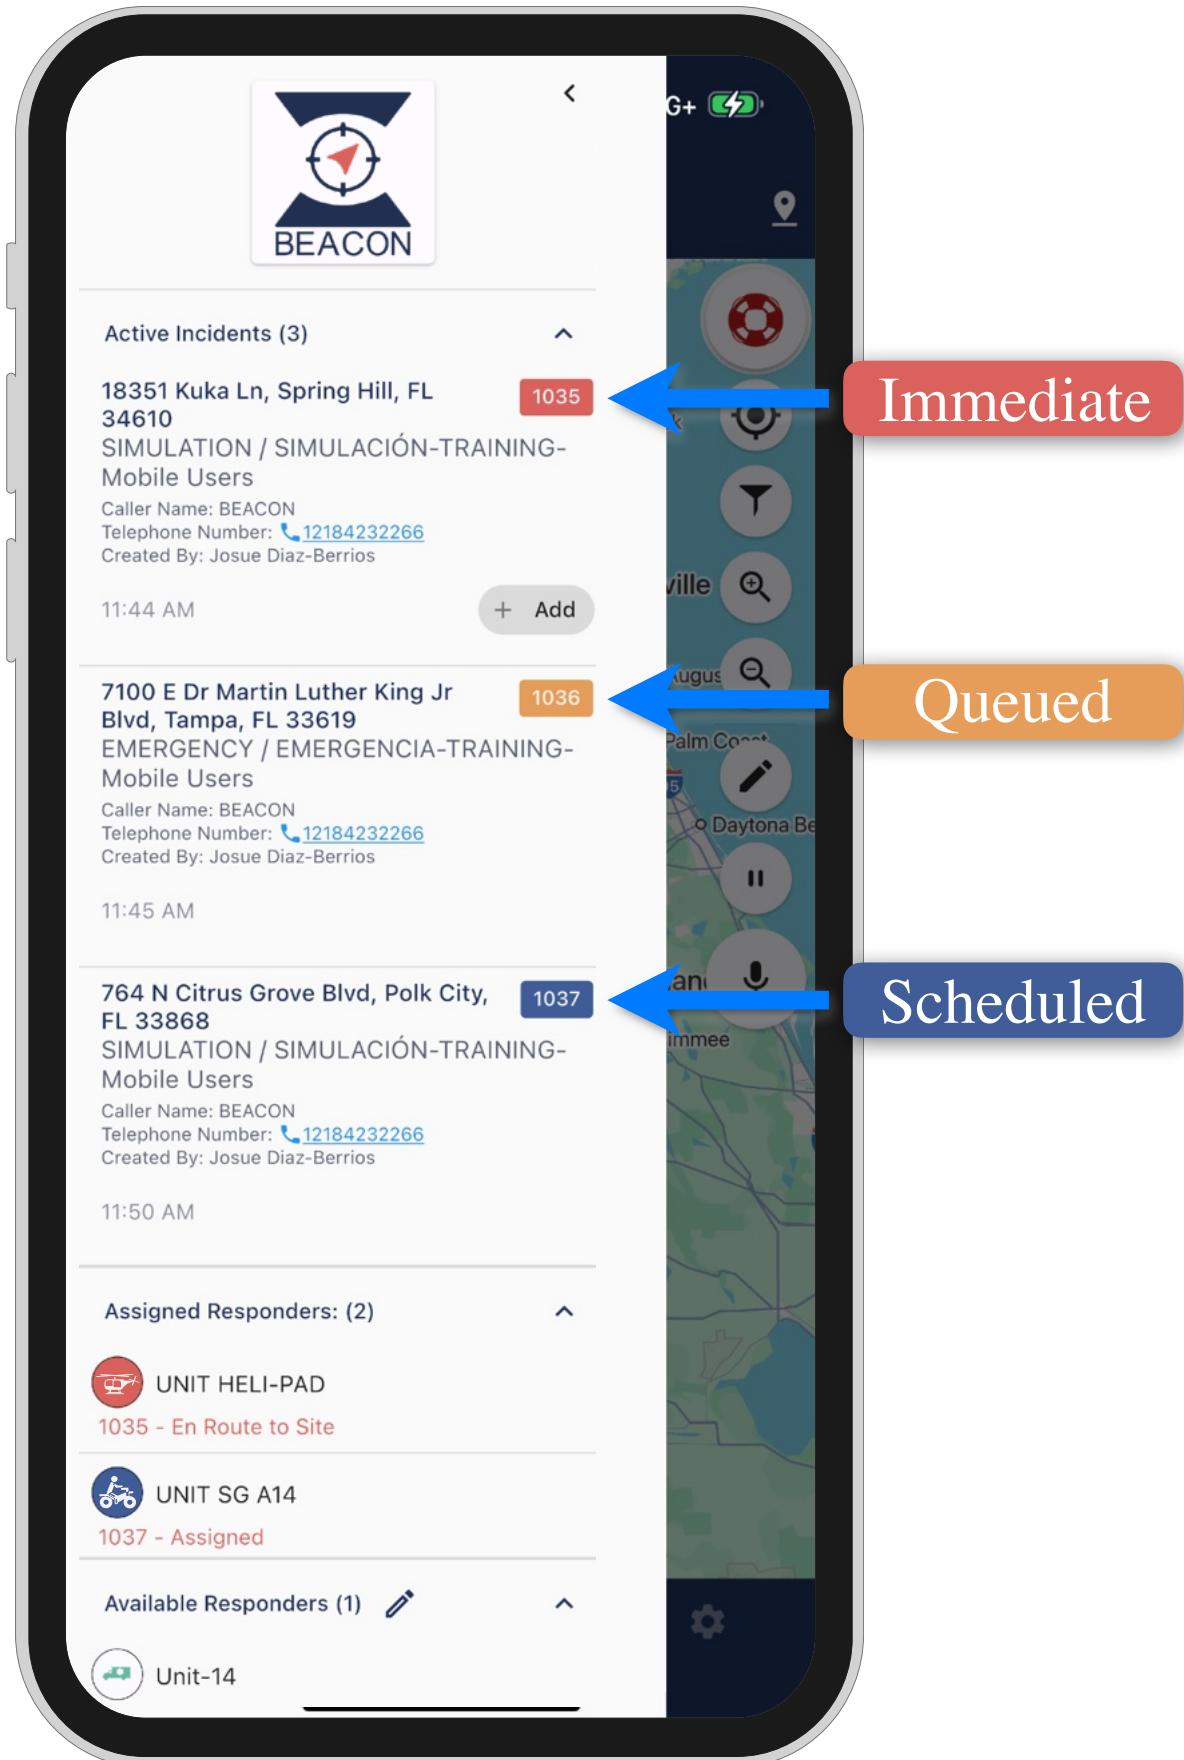 G+
BEACON
Active Incidents (3)
18351 Kuka Ln, Spring Hill, FL
34610
1035
Immediate
SIMULATION / SIMULACIÓN-TRAINING-
Mobile Users
Caller Name: BEACON
Telephone Number: 12184232266
Created By: Josue Diaz-Berrios
11:44 AM
+ Add
7100 E Dr Martin Luther King Jr
Blvd, Tampa, FL 33619
1036
Queued
EMERGENCY / EMERGENCIA-TRAINING-
Mobile Users
Caller Name: BEACON
Telephone Number: 12184232266
Created By: Josue Diaz-Berrios
11:45 AM
764 N Citrus Grove Blvd, Polk City,
FL 33868
1037
Scheduled
SIMULATION / SIMULACIÓN-TRAINING-
Mobile Users
Caller Name: BEACON
Telephone Number: 12184232266
Created By: Josue Diaz-Berrios
11:50 AM
Assigned Responders: (2)
UNIT HELI-PAD
1035 - En Route to Site
UNIT SG A14
1037 - Assigned
Available Responders (1)
Unit-14
ville
Augus
Palm Coast
Daytona Be
immee